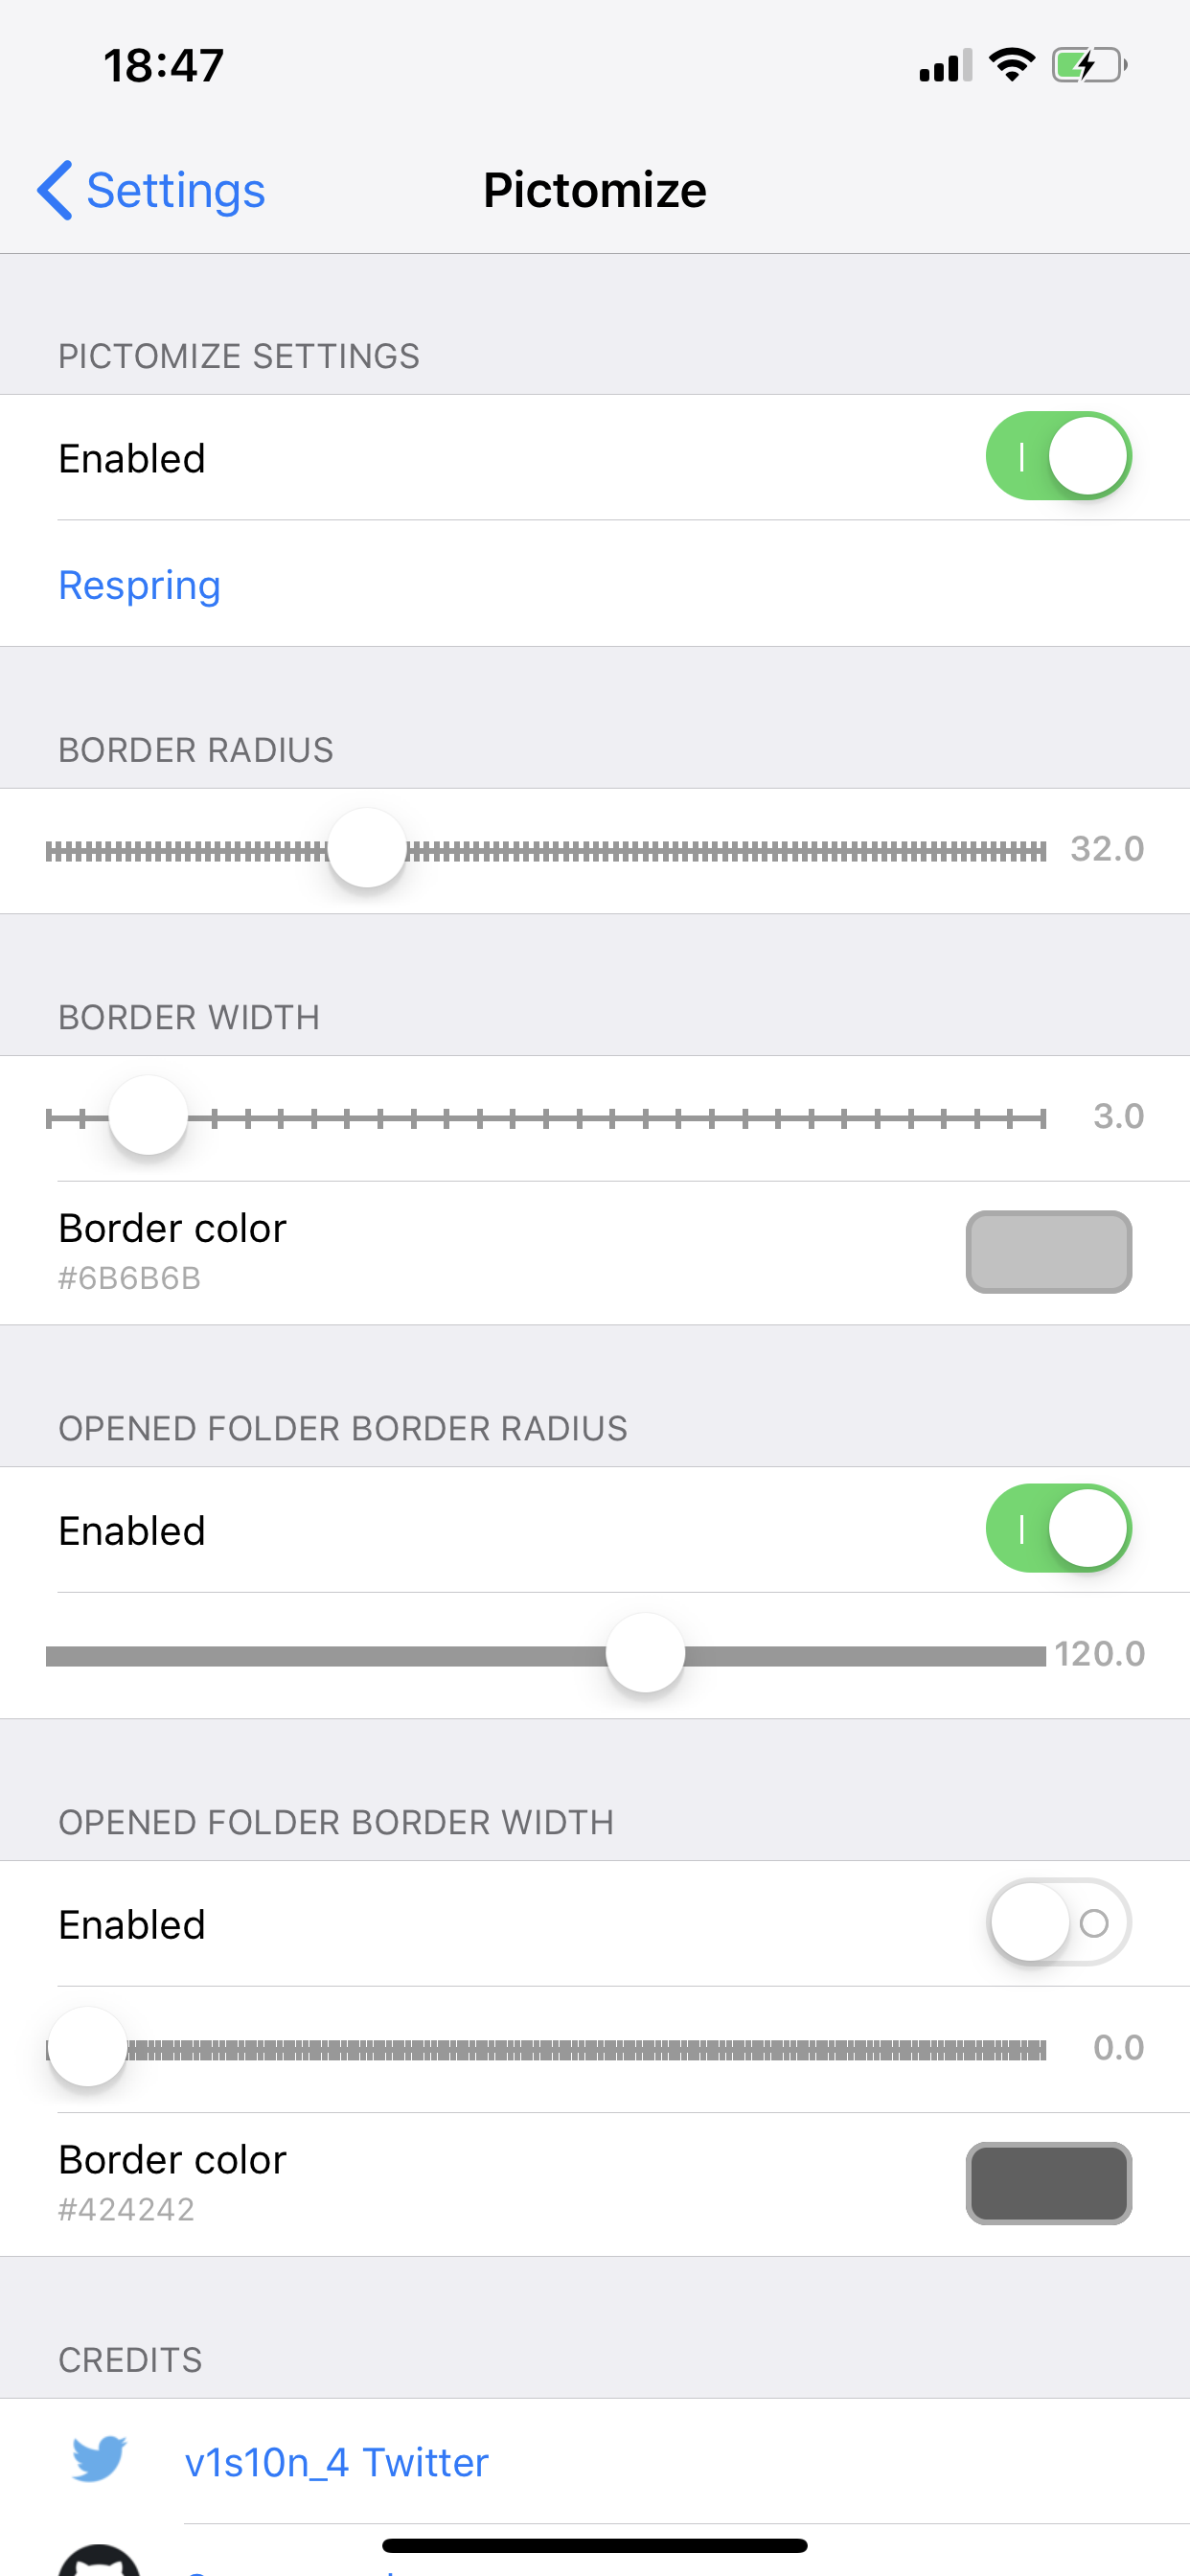 18:47
Settings
Pictomize
PICTOMIZE SETTINGS
Enabled
Respring
BORDER RADIUS
32.0
BORDER WIDTH
3.0
Border color
#6B6B6B
OPENED FOLDER BORDER RADIUS
Enabled
120.0
OPENED FOLDER BORDER WIDTH
Enabled
0.0
Border color
#424242
CREDITS
v1s10n_4 Twitter